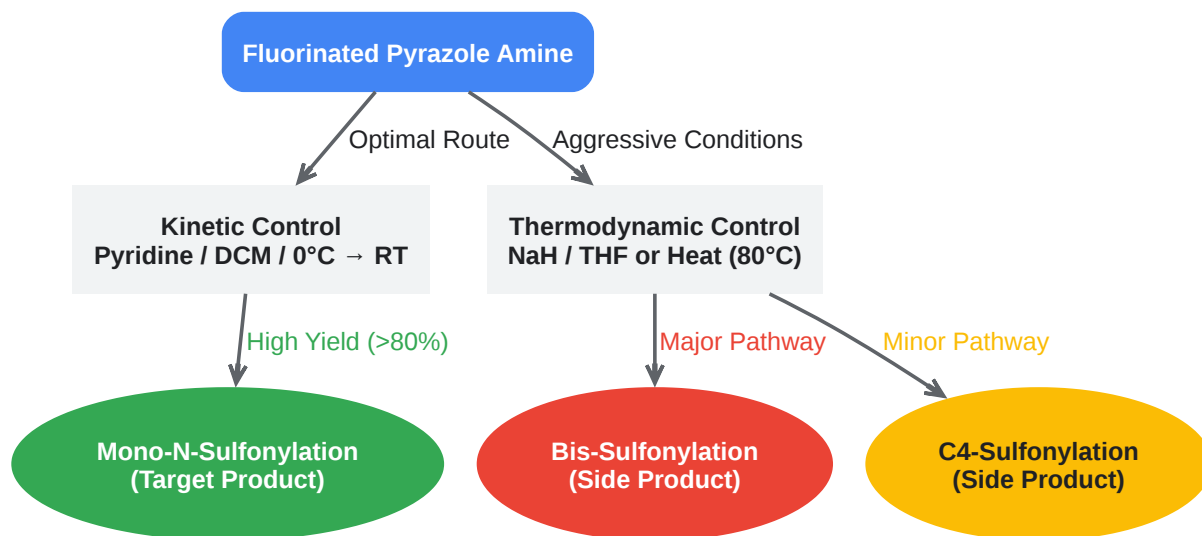 Fluorinated Pyrazole Amine
Optimal Route
Aggressive Conditions
Kinetic Control
Pyridine / DCM / 0°C → RT
Thermodynamic Control
NaH / THF or Heat (80°C)
High Yield (>80%)
Major Pathway
Minor Pathway
Mono-N-Sulfonylation
(Target Product)
Bis-Sulfonylation
(Side Product)
C4-Sulfonylation
(Side Product)